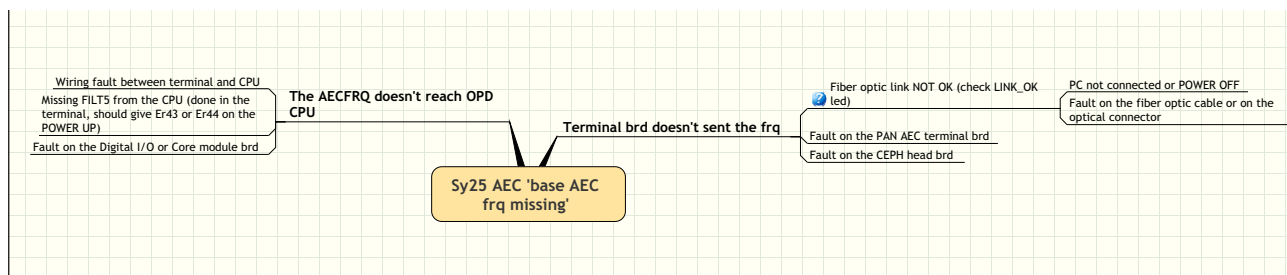 Wiring fault between terminal and CPU
Missing FILT5 from the CPU (done in the
terminal, should give Er43 or Er44 on the
POWER UP)
Fault on the Digital I/O or Core module brd
The AECFRQ doesn't reach OPD
CPU
Sy25 AEC 'base AEC
frq missing'
Terminal brd doesn't sent the frq
Fiber optic link NOT OK (check LINK_OK
led)
Fault on the PAN AEC terminal brd
Fault on the CEPH head brd
PC not connected or POWER OFF
Fault on the fiber optic cable or on the
optical connector